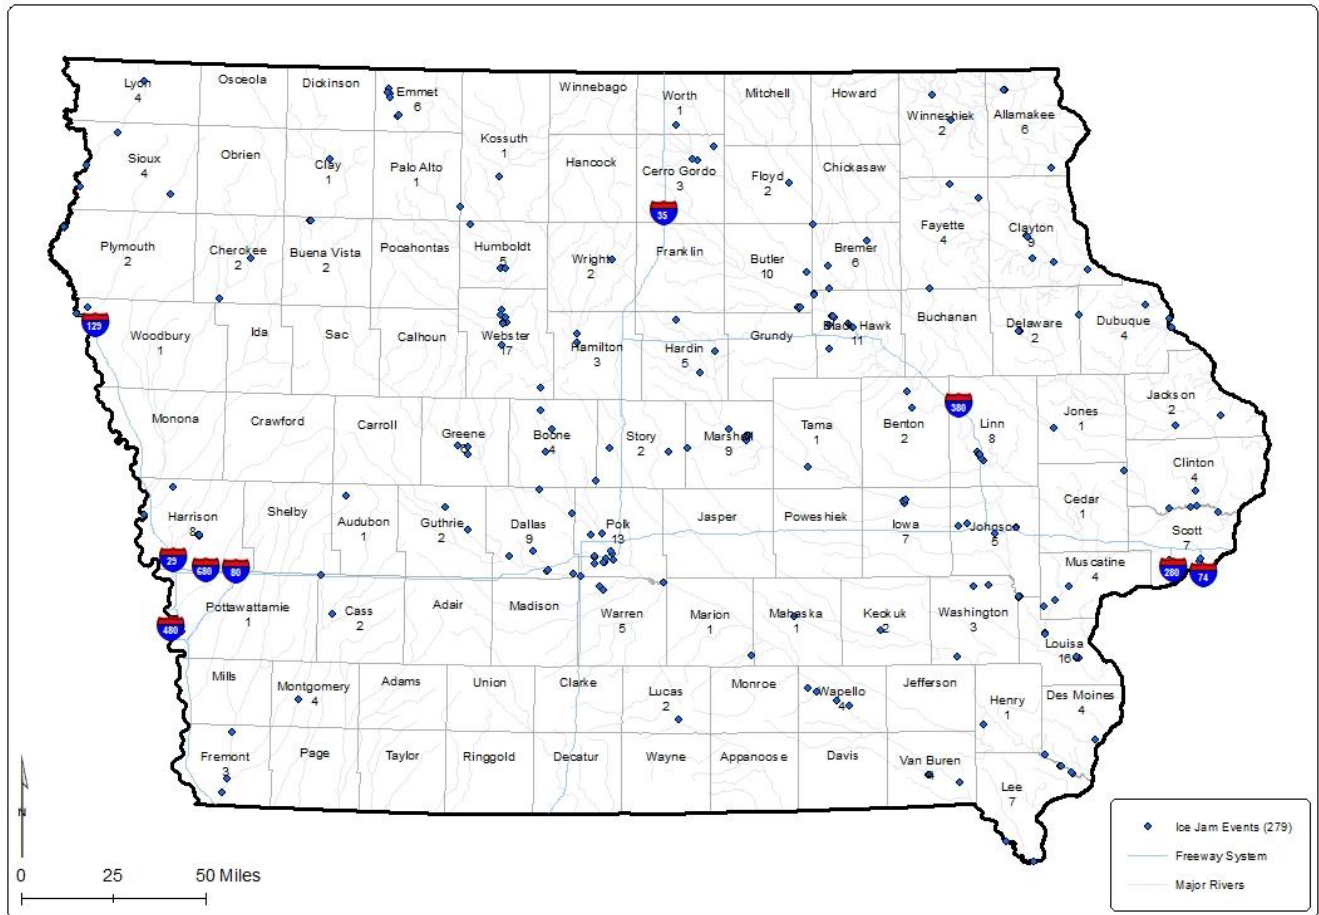 Lyon
4
Osceola
Dickinson
Emmet
6
Winnebago
Worth
1
Mitchell
Howard
Winneshiek
2
Allamakee
6
Sioux
4
Obrien
Clay
1
Palo Alto
1
Kossuth
1
Hancock
Cerro Gordo
3
Floyd
2
Chickasaw
35
Plymouth
2
Cherokee
2
Buena Vista
2
Pocahontas
Humboldt
5
Wright
2
Franklin
Butler
10
Bremer
6
Fayette
4
Clayton
9
129
Woodbury
1
Ida
Sac
Calhoun
Webster
17
Hamilton
3
Hardin
5
Grundy
Black Hawk
11
Buchanan
Delaware
2
Dubuque
4
Monona
Crawford
Carroll
Greene
Boone
4
Story
2
Marshall
9
Tama
1
Benton
2
380
Linn
8
Jones
1
Jackson
2
Clinton
4
Harrison
8
Shelby
Audubon
1
Guthrie
2
Dallas
9
Polk
13
Jasper
Poweshiek
Iowa
7
Johnson
5
Cedar
1
Scott
7
29
680
80
280
74
Muscatine
4
Pottawattamie
1
Cass
2
Adair
Madison
Warren
5
Marion
1
Mahaska
1
Keokuk
2
Washington
3
480
Louisa
16
Mills
Montgomery
4
Adams
Union
Clarke
Lucas
2
Monroe
Wapello
4
Jefferson
Henry
1
Des Moines
4
Fremont
3
Page
Taylor
Ringgold
Decatur
Wayne
Appanoose
Davis
Van Buren
Lee
7
N
0 25 50 Miles
Ice Jam Events (279)
Freeway System
Major Rivers